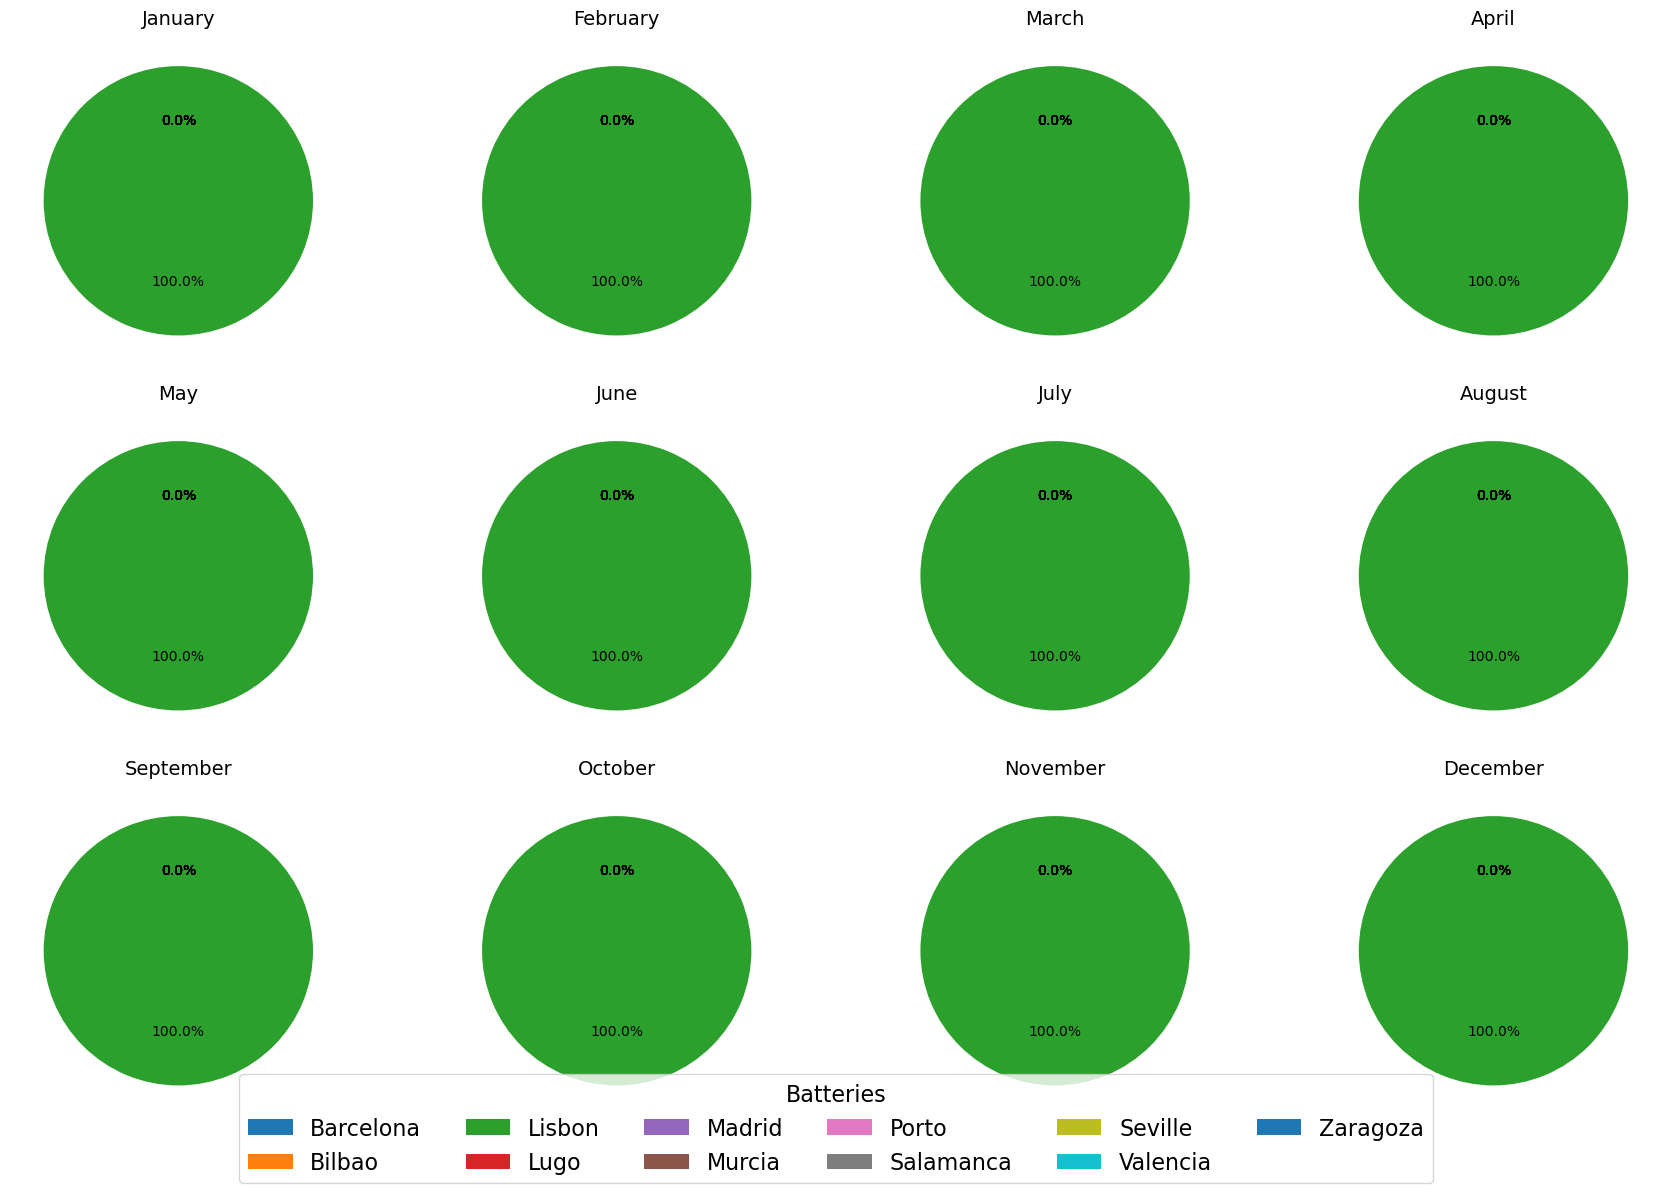 January February March April
0.0% 0.0% 0.0% 0.0%
100.0% 100.0% 100.0% 100.0%
May June July August
0.0% 0.0% 0.0% 0.0%
100.0% 100.0% 100.0% 100.0%
September October November December
0.0% 0.0% 0.0% 0.0%
100.0% 100.0% 100.0% 100.0%
Batteries
Barcelona Lisbon Madrid Porto Seville Zaragoza
Bilbao Lugo Murcia Salamanca Valencia